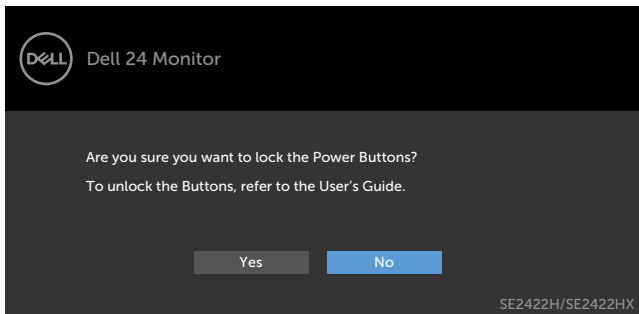 DELL
Dell 24 Monitor
Are you sure you want to lock the Power Buttons?
To unlock the Buttons, refer to the User's Guide.
Yes No
SE2422H/SE2422HX